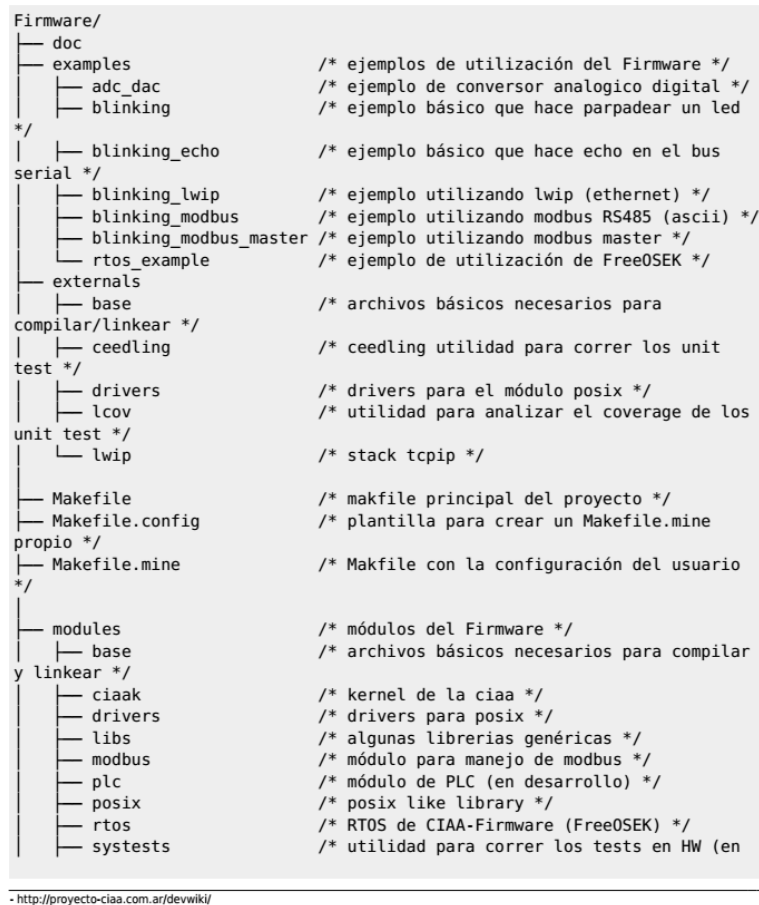 Firmware/
├── doc
├── examples /* ejemplos de utilización del Firmware */
│   ├── adc_dac /* ejemplo de conversor analogico digital */
│   ├── blinking /* ejemplo básico que hace parpadear un led
*/
│   ├── blinking_echo /* ejemplo básico que hace echo en el bus
serial */
│   ├── blinking_lwip /* ejemplo utilizando lwip (ethernet) */
│   ├── blinking_modbus /* ejemplo utilizando modbus RS485 (ascii) */
│   ├── blinking_modbus_master /* ejemplo utilizando modbus master */
│   └── rtos_example /* ejemplo de utilización de FreeOSEK */
├── externals
│   ├── base /* archivos básicos necesarios para
compilar/linkear */
│   ├── ceedling /* ceedling utilidad para correr los unit
test */
│   ├── drivers /* drivers para el módulo posix */
│   ├── lcov /* utilidad para analizar el coverage de los
unit test */
│   └── lwip /* stack tcpip */
│
├── Makefile /* makfile principal del proyecto */
├── Makefile.config /* plantilla para crear un Makefile.mine
propio */
├── Makefile.mine /* Makfile con la configuración del usuario
*/
│
├── modules /* módulos del Firmware */
│   ├── base /* archivos básicos necesarios para compilar
y linkear */
│   ├── ciaak /* kernel de la ciaa */
│   ├── drivers /* drivers para posix */
│   ├── libs /* algunas librerias genéricas */
│   ├── modbus /* módulo para manejo de modbus */
│   ├── plc /* módulo de PLC (en desarrollo) */
│   ├── posix /* posix like library */
│   ├── rtos /* RTOS de CIAA-Firmware (FreeOSEK) */
│   ├── systests /* utilidad para correr los tests en HW (en
- http://proyecto-ciaa.com.ar/devwiki/